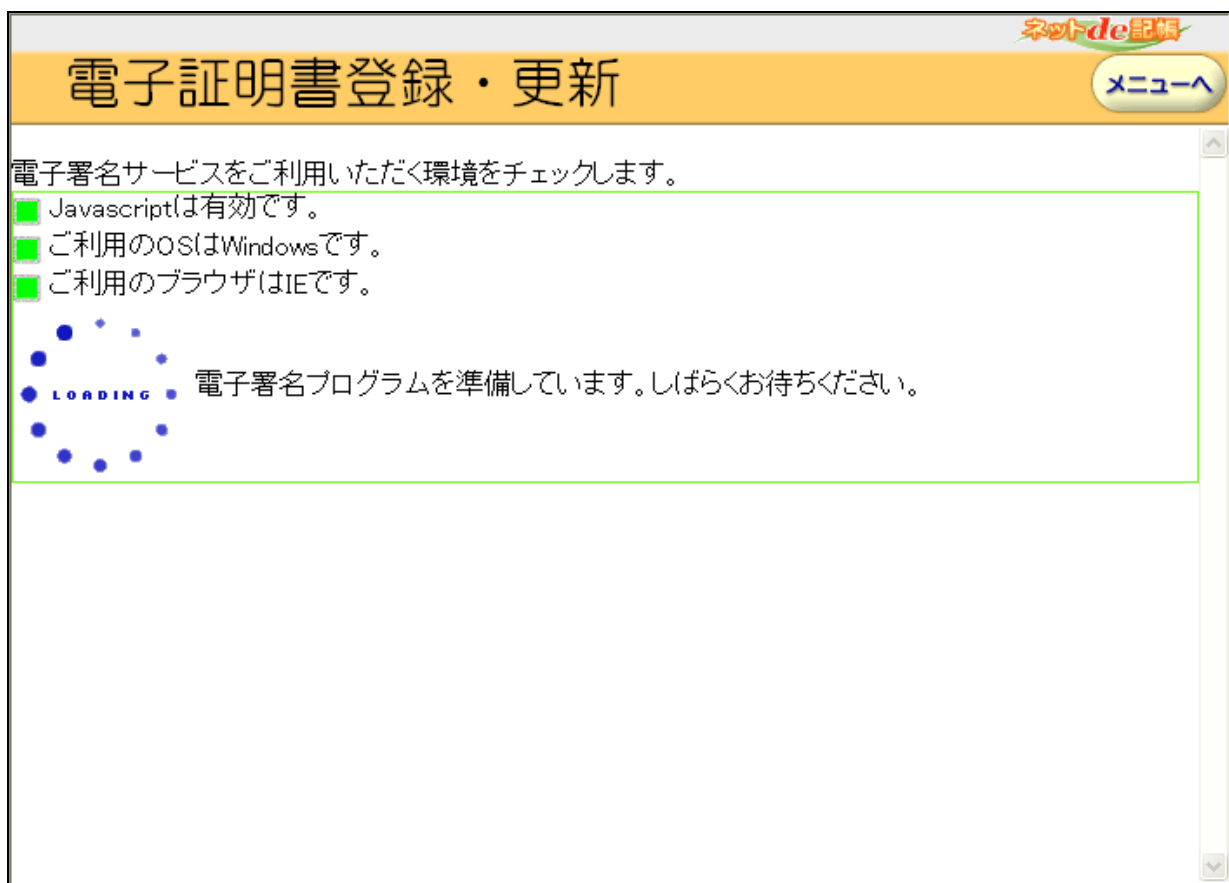 ネットde記帳
電子証明書登録・更新
メニューへ
電子署名サービスをご利用いただく環境をチェックします。
Javascriptは有効です。
ご利用のOSはWindowsです。
ご利用のブラウザはIEです。
LOADING
電子署名プログラムを準備しています。しばらくお待ちください。